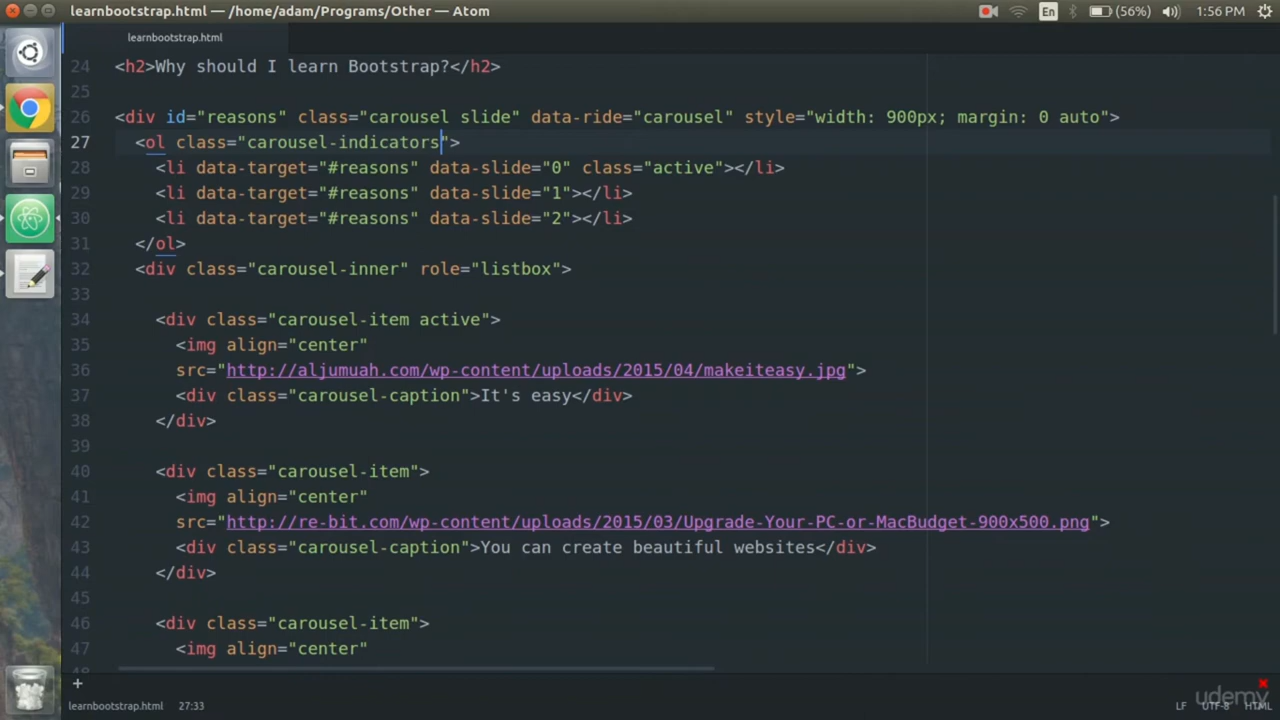 learnbootstrap.html — /home/adam/Programs/Other — Atom
En
(56%)
1:56 PM
learnbootstrap.html
24 <h2>Why should I learn Bootstrap?</h2>
25
26 <div id="reasons" class="carousel slide" data-ride="carousel" style="width: 900px; margin: 0 auto">
27 <ol class="carousel-indicators">
28 <li data-target="#reasons" data-slide="0" class="active"></li>
29 <li data-target="#reasons" data-slide="1"></li>
30 <li data-target="#reasons" data-slide="2"></li>
31 </ol>
32 <div class="carousel-inner" role="listbox">
33
34 <div class="carousel-item active">
35 <img align="center"
36 src="http://aljumuah.com/wp-content/uploads/2015/04/makeiteasy.jpg">
37 <div class="carousel-caption">It's easy</div>
38 </div>
39
40 <div class="carousel-item">
41 <img align="center"
42 src="http://re-bit.com/wp-content/uploads/2015/03/Upgrade-Your-PC-or-MacBudget-900x500.png">
43 <div class="carousel-caption">You can create beautiful websites</div>
44 </div>
45
46 <div class="carousel-item">
47 <img align="center"
+
udemy
learnbootstrap.html
27:33
LF
UTF-8
HTML